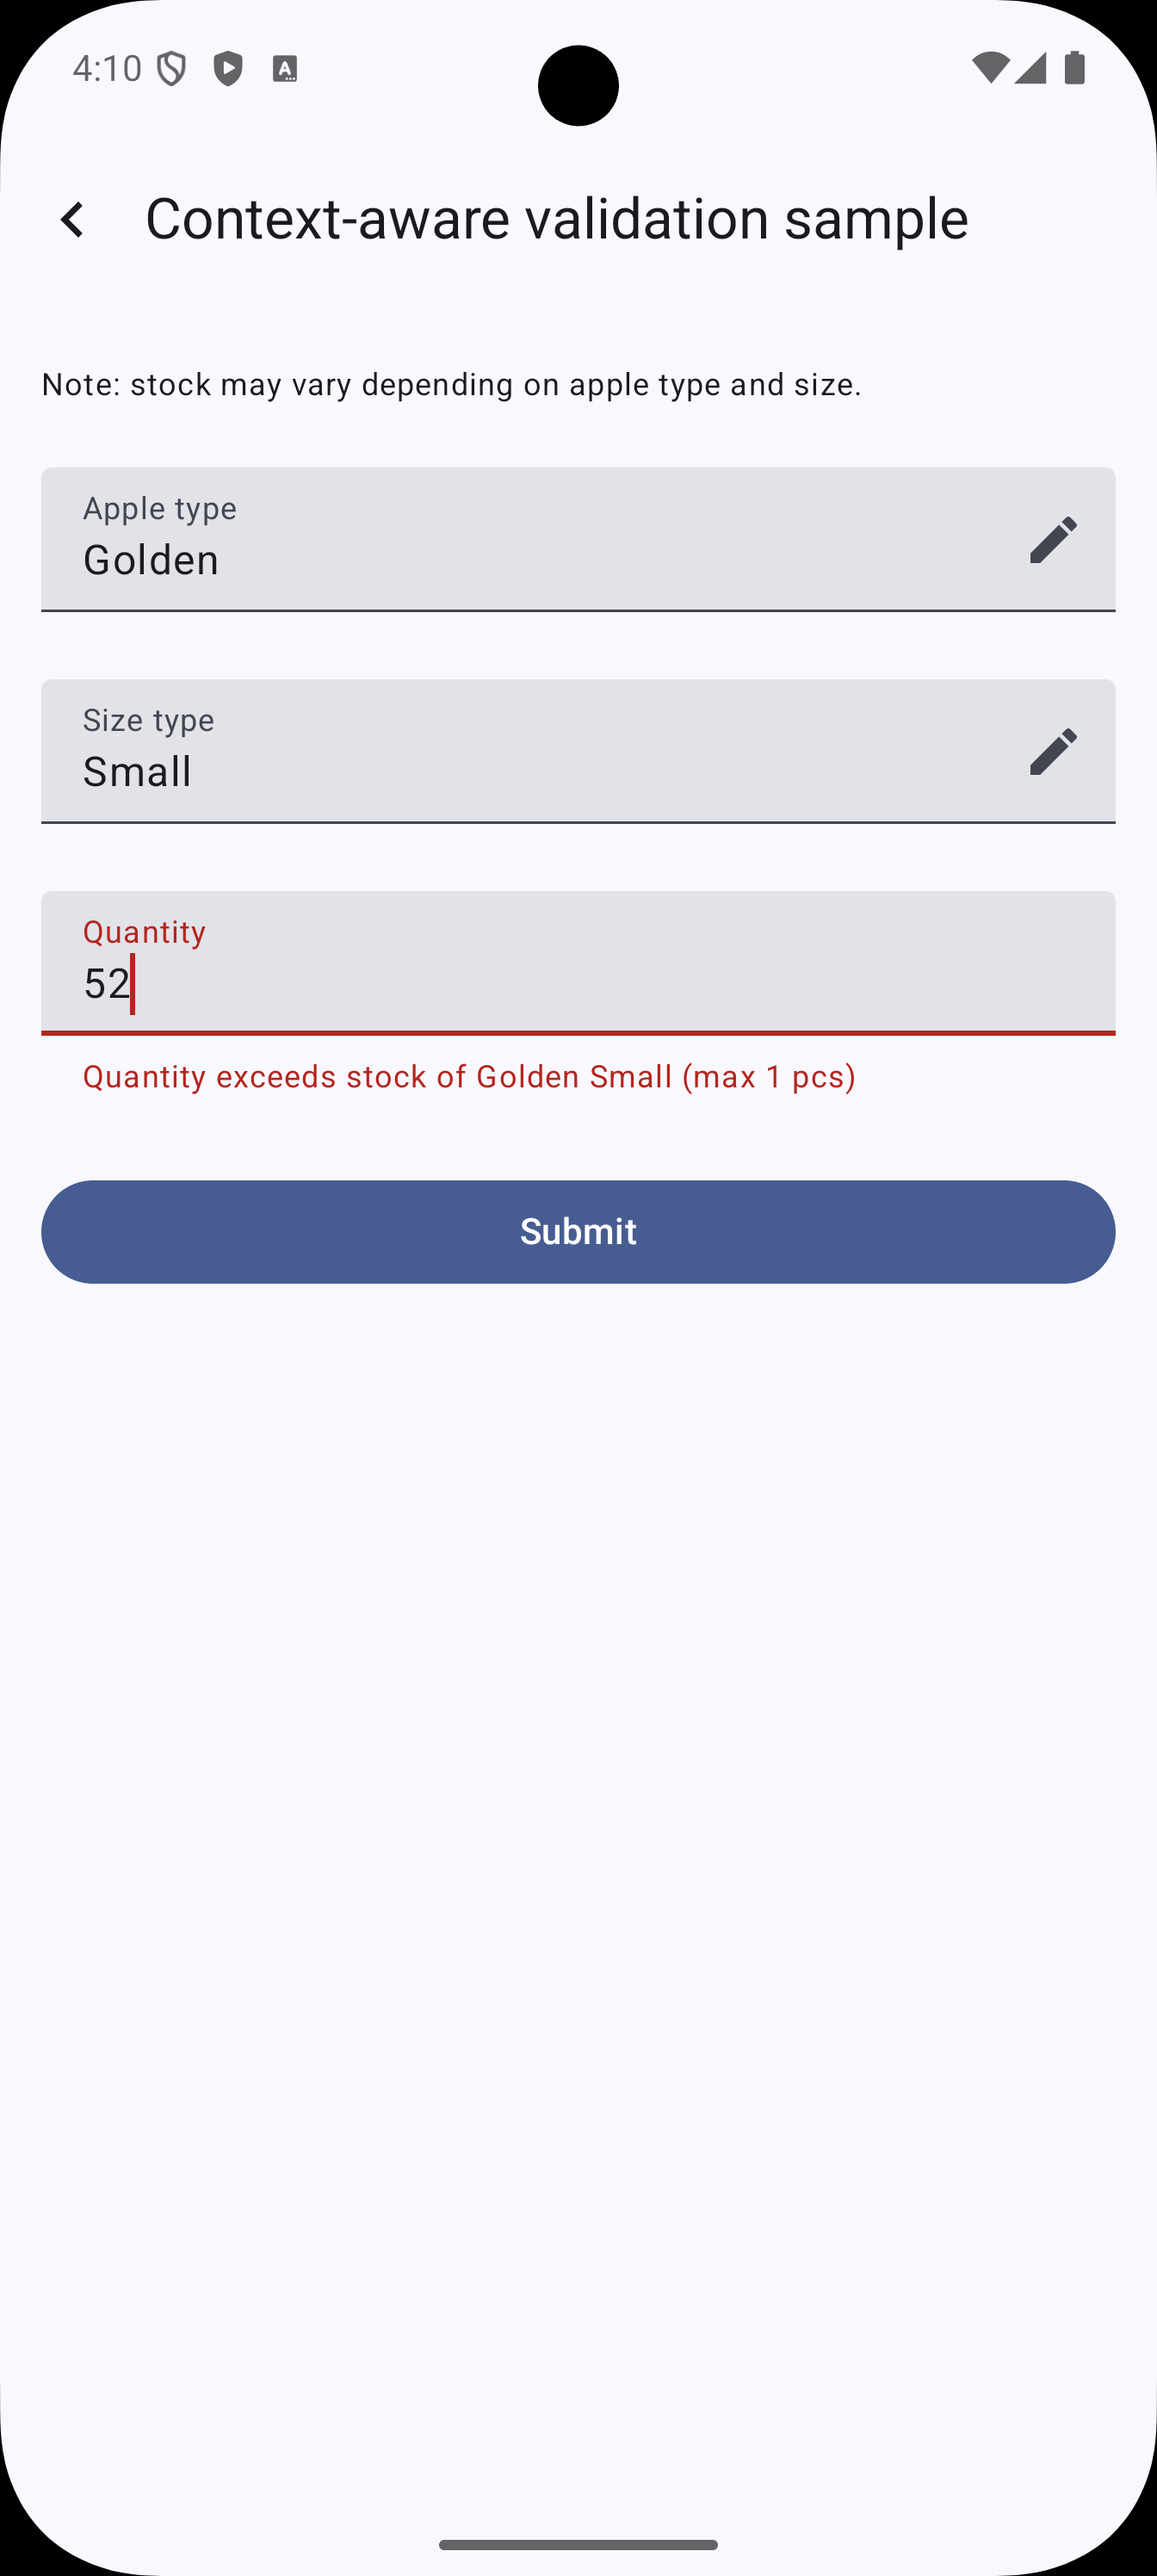 4:10
Context-aware validation sample
Note: stock may vary depending on apple type and size.
Apple type
Golden
Size type
Small
Quantity
52
Quantity exceeds stock of Golden Small (max 1 pcs)
Submit